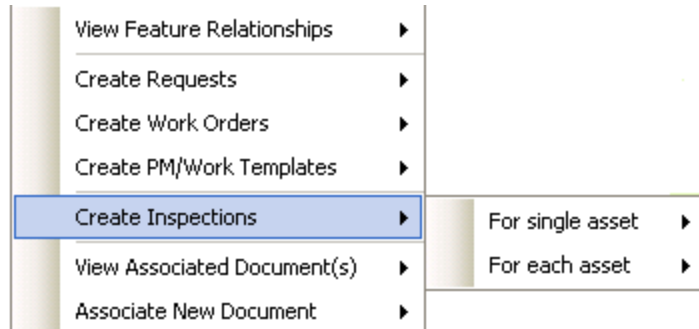 View Feature Relationships
Create Requests
Create Work Orders
Create PM/Work Templates
Create Inspections
For single asset
For each asset
View Associated Document(s)
Associate New Document